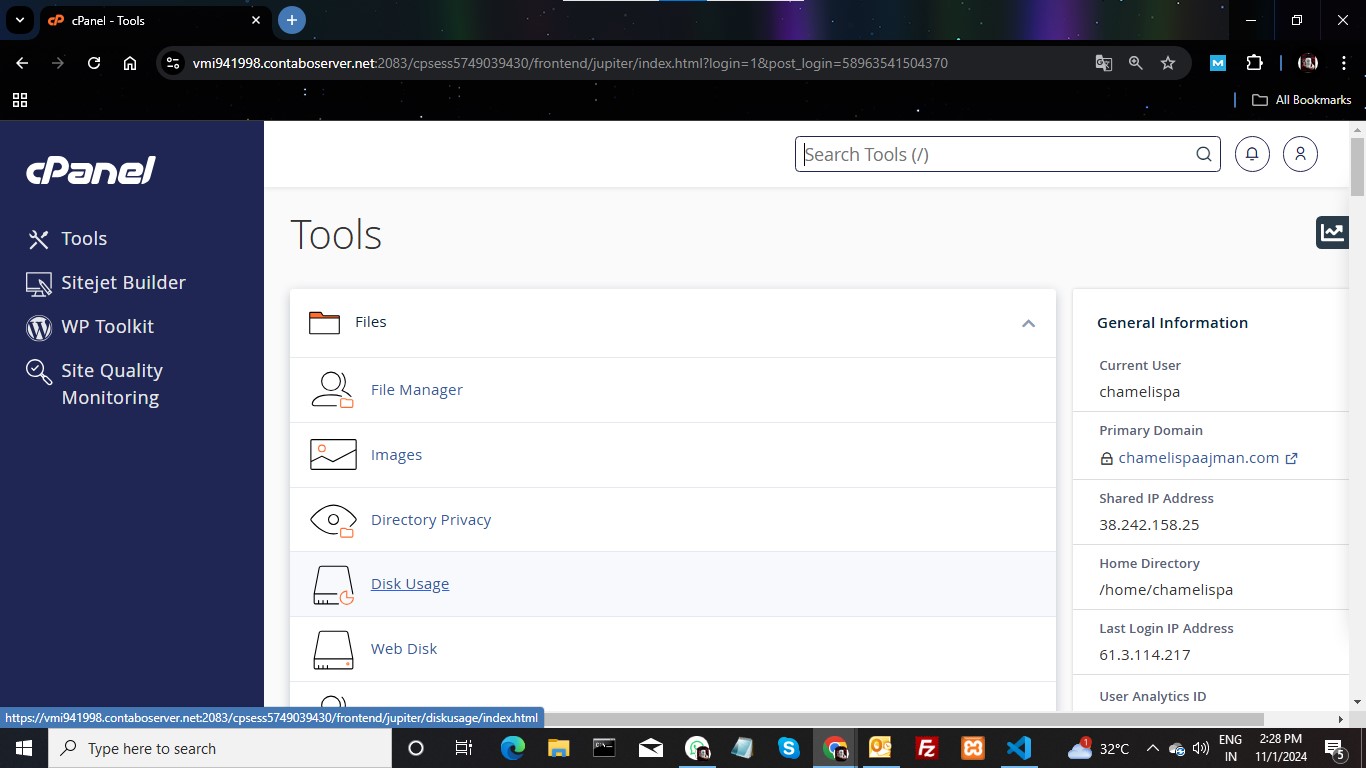 cPanel - Tools
vmi941998.contaboserver.net:2083/cpsess5749039430/frontend/jupiter/index.html?login=1&post_login=58963541504370
All Bookmarks
cPanel
Search Tools (/)
Tools
Sitejet Builder
WP Toolkit
Site Quality
Monitoring
Tools
Files
File Manager
Images
Directory Privacy
Disk Usage
Web Disk
General Information
Current User
chamelispa
Primary Domain
chamelispaajman.com
Shared IP Address
38.242.158.25
Home Directory
/home/chamelispa
Last Login IP Address
61.3.114.217
User Analytics ID
https://vmi941998.contaboserver.net:2083/cpsess5749039430/frontend/jupiter/diskusage/index.html
Type here to search
32°C
ENG
IN
2:28 PM
11/1/2024
5